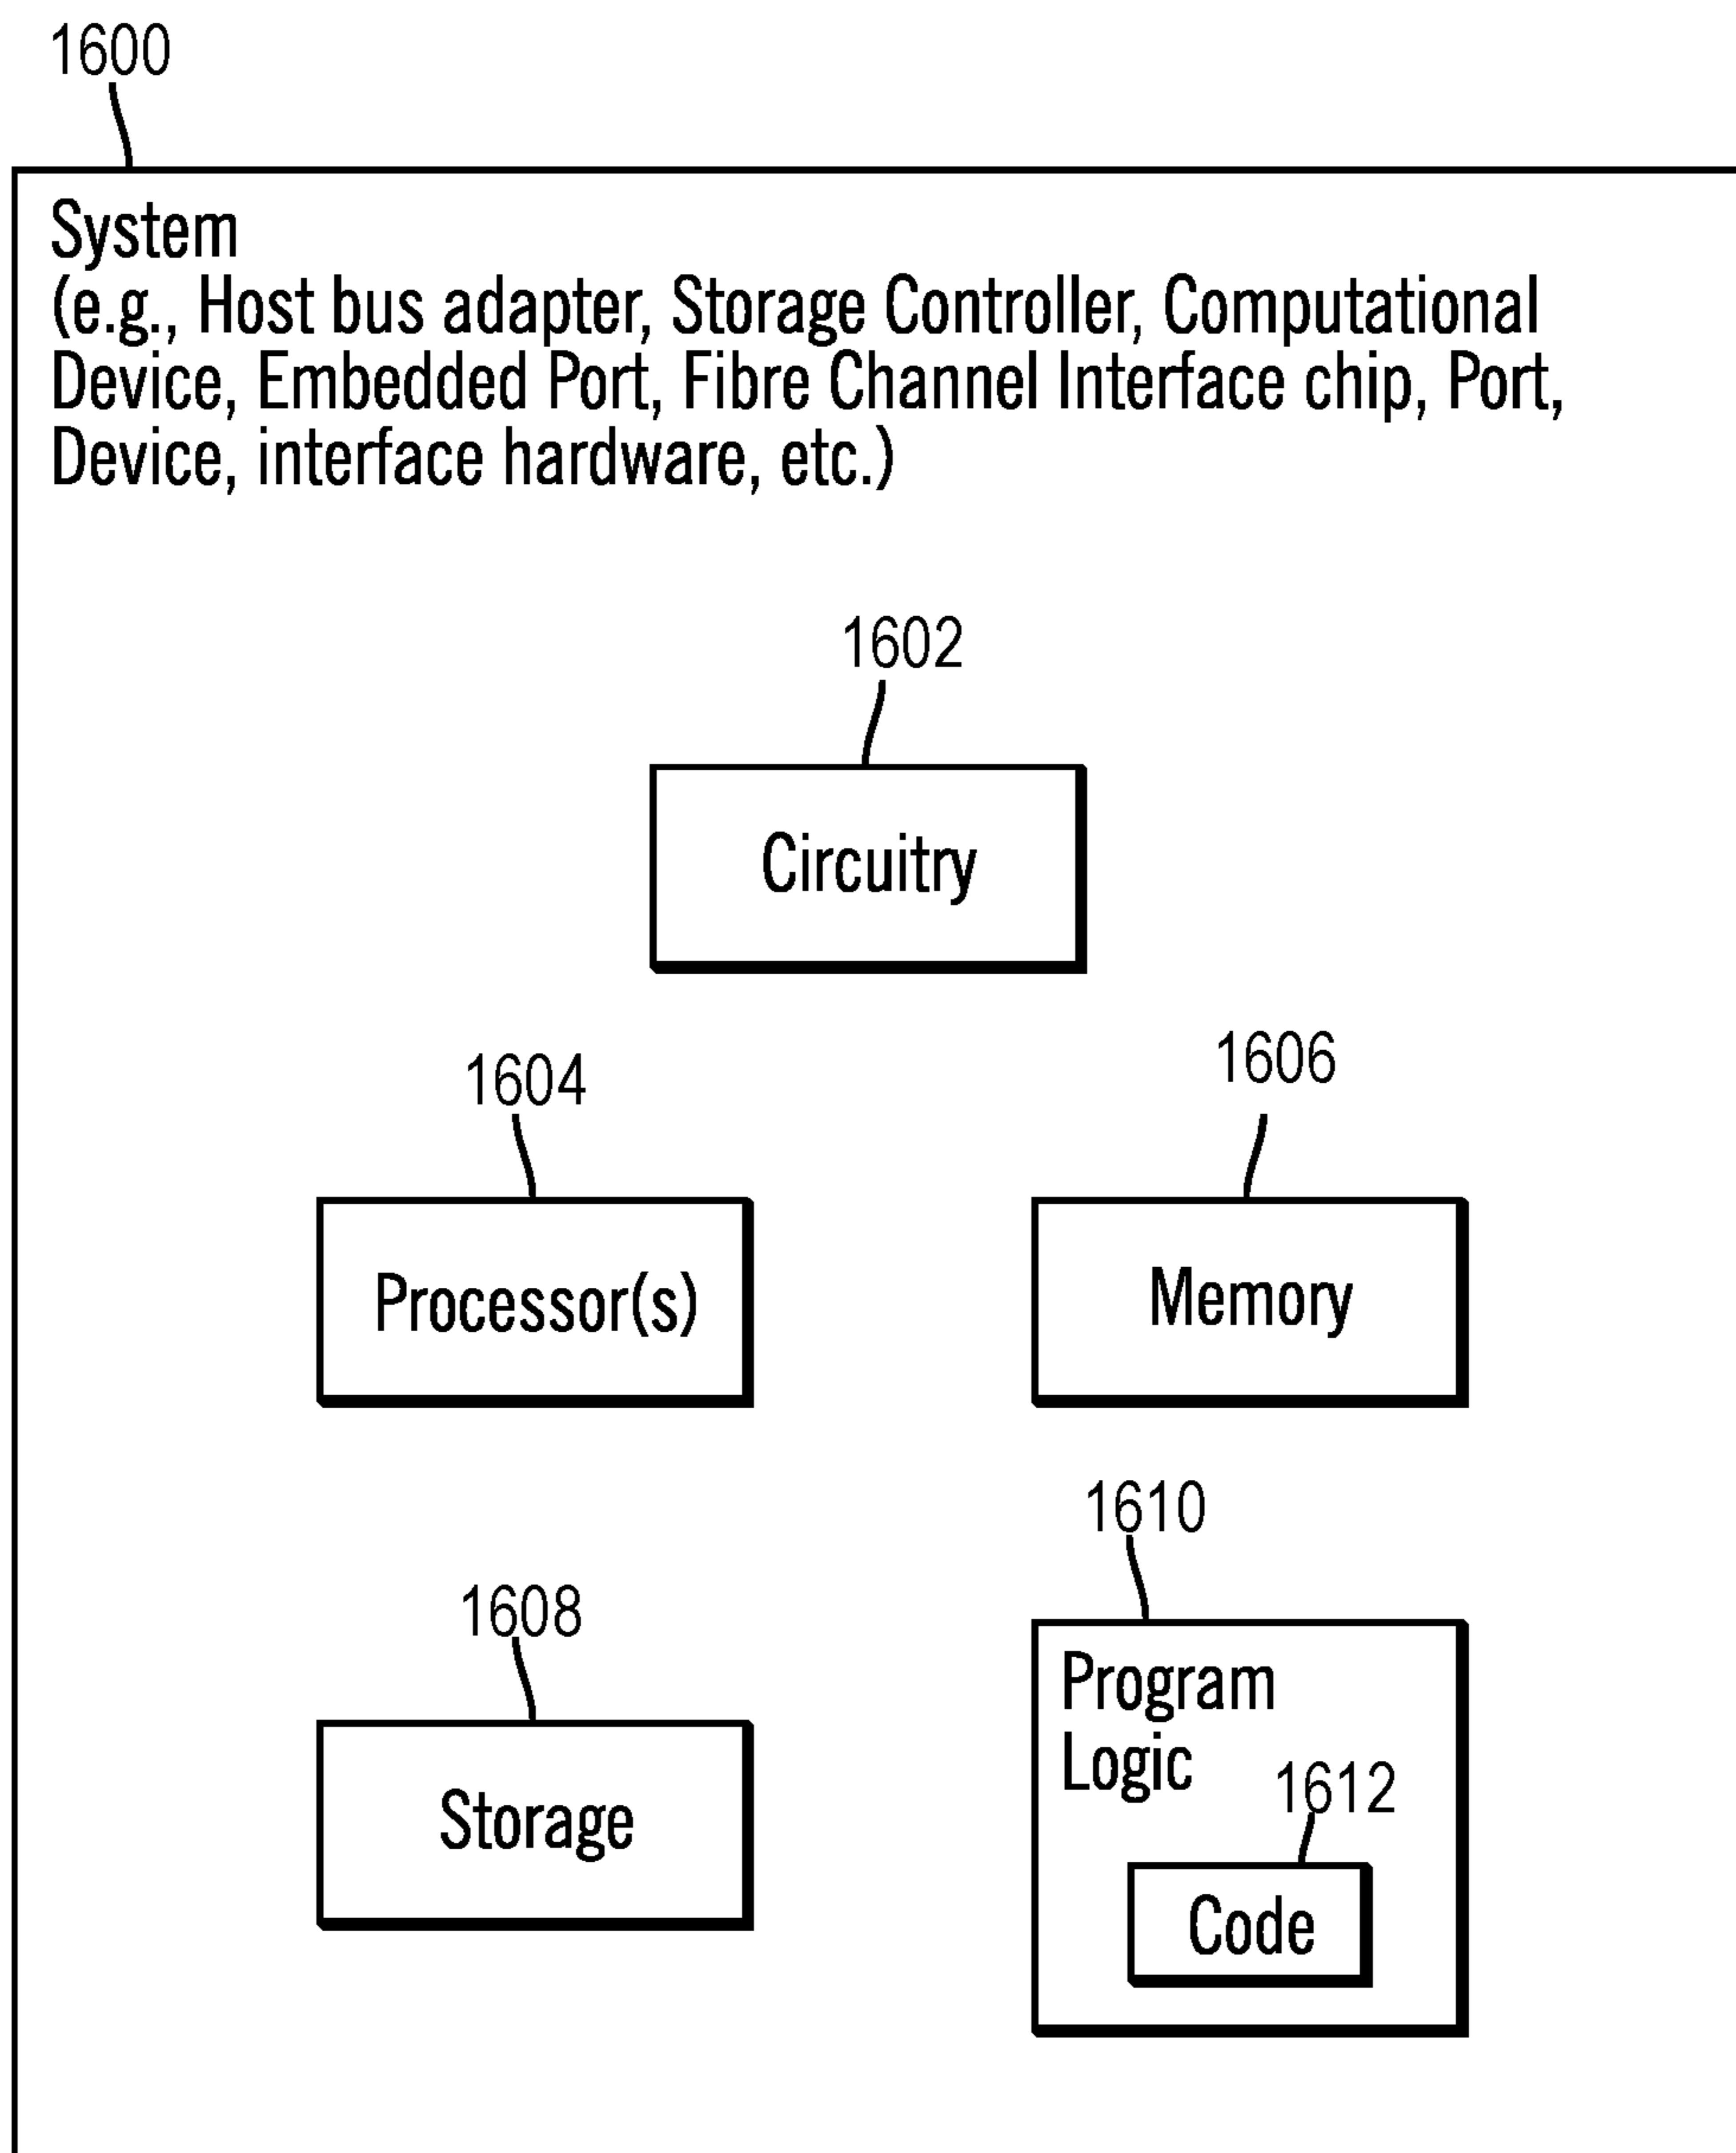 1600
System
(e.g., Host bus adapter, Storage Controller, Computational
Device, Embedded Port, Fibre Channel Interface chip, Port,
Device, interface hardware, etc.)
1602
Circuitry
1604
1606
Processor(s)
Memory
1608
1610
Storage
Program
Logic
1612
Code